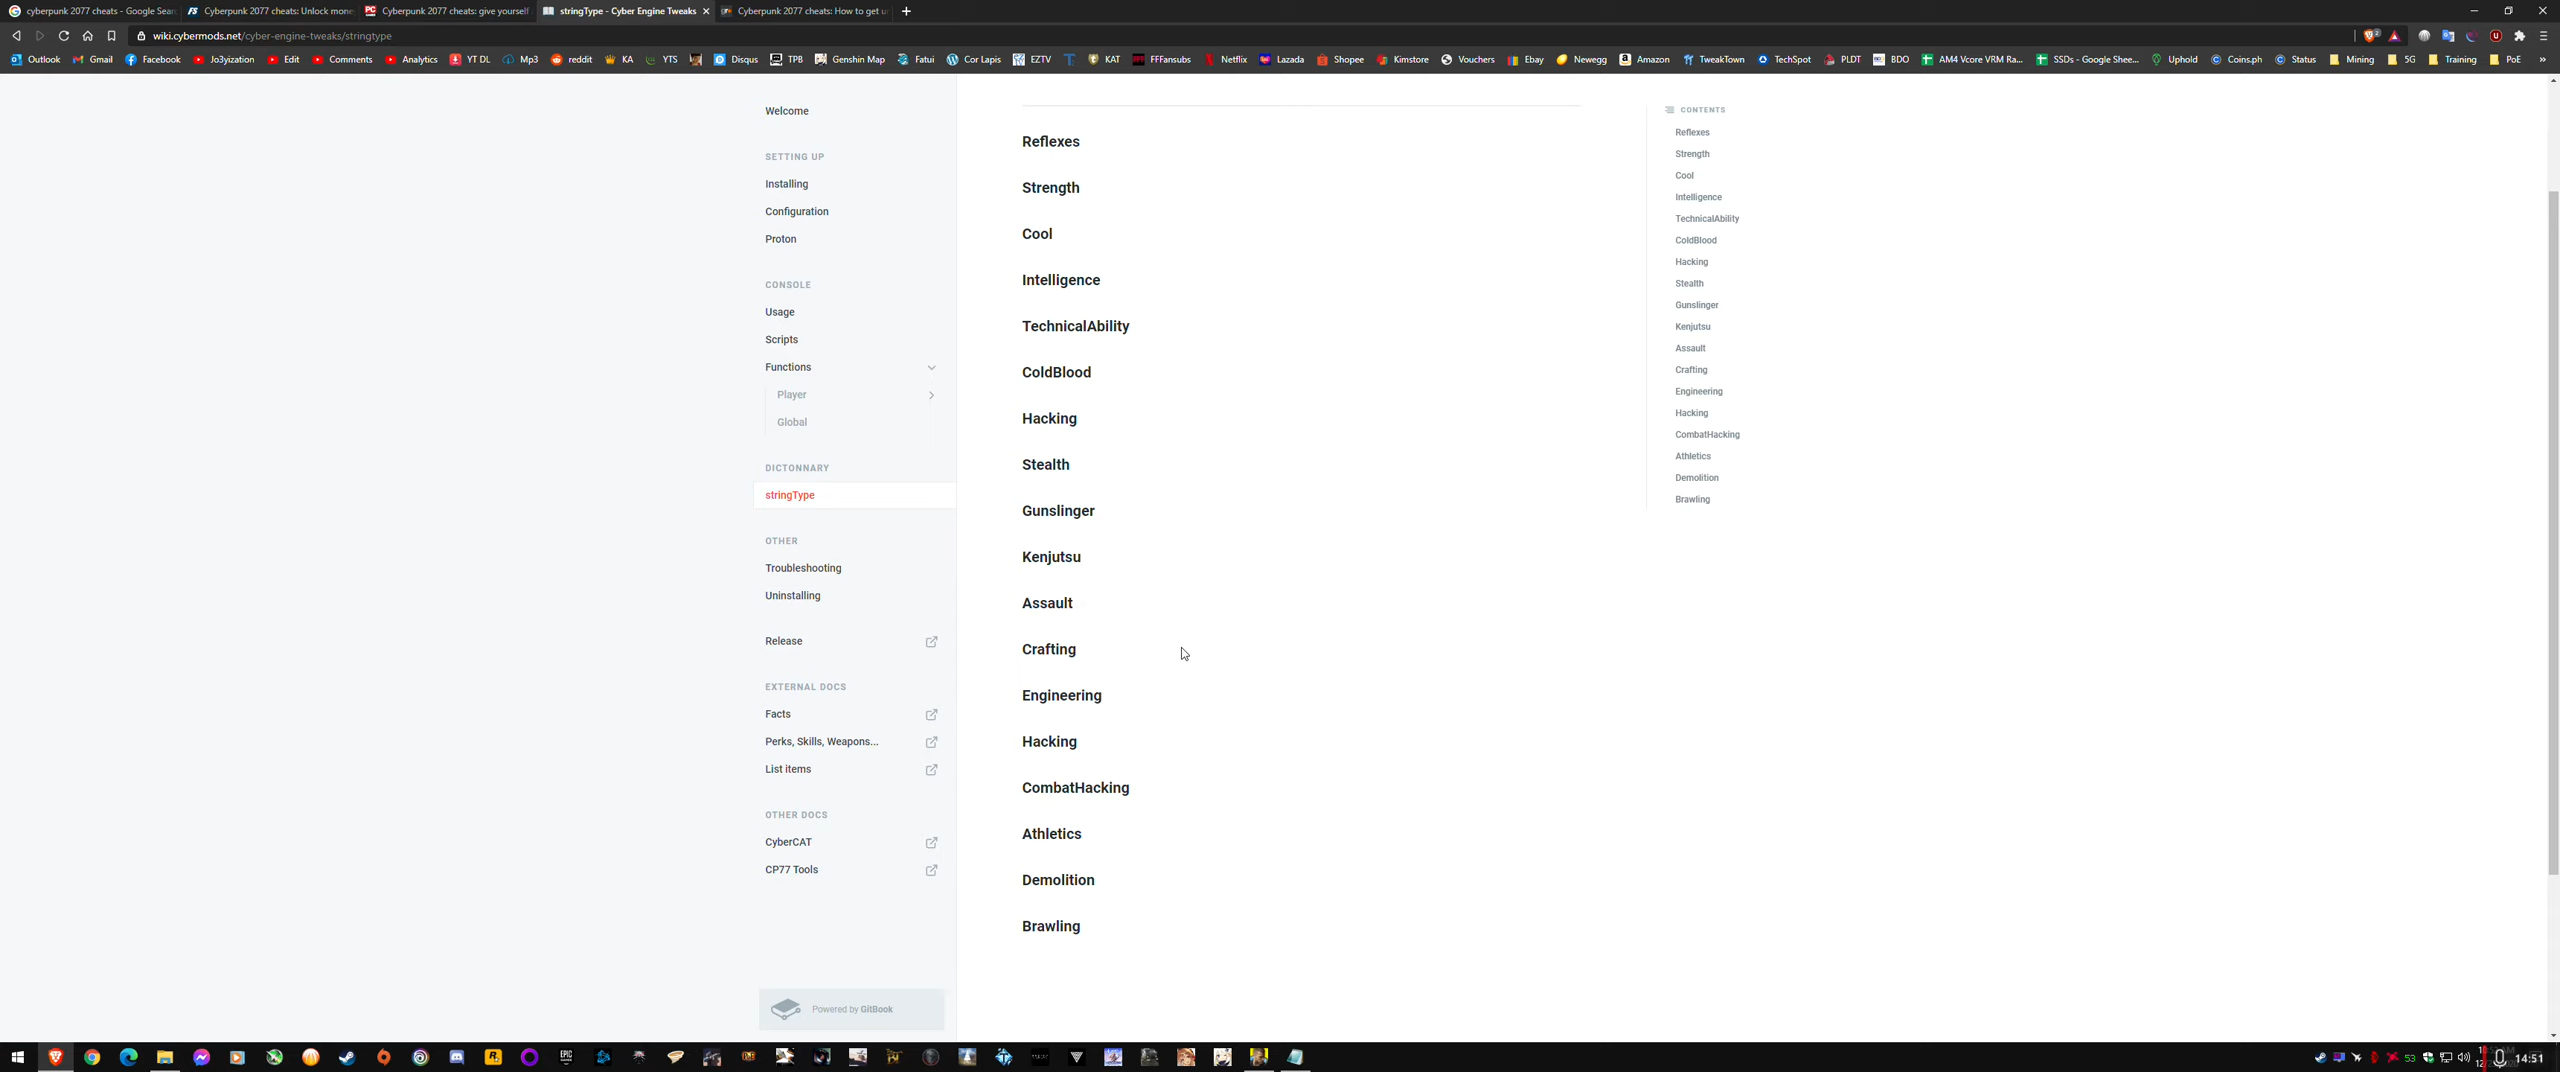 cyberpunk 2077 cheats - Google Sear
Cyberpunk 2077 cheats: Unlock mone
Cyberpunk 2077 cheats: give yourself
stringType - Cyber Engine Tweaks
Cyberpunk 2077 cheats: How to get u
wiki.cybermods.net/cyber-engine-tweaks/stringtype
Outlook
Gmail
Facebook
Jo3yization
Edit
Comments
Analytics
YT DL
Mp3
reddit
KA
YTS
Disqus
TPB
Genshin Map
Fatui
Cor Lapis
EZTV
KAT
FFFansubs
Netflix
Lazada
Shopee
Kimstore
Vouchers
Ebay
Newegg
Amazon
TweakTown
TechSpot
PLDT
BDO
AM4 Vcore VRM Ra...
SSDs - Google Shee...
Uphold
Coins.ph
Status
Mining
5G
Training
PoE
Welcome
SETTING UP
Installing
Configuration
Proton
CONSOLE
Usage
Scripts
Functions
Player
Global
DICTONNARY
stringType
OTHER
Troubleshooting
Uninstalling
Release
EXTERNAL DOCS
Facts
Perks, Skills, Weapons...
List items
OTHER DOCS
CyberCAT
CP77 Tools
Powered by GitBook
Reflexes
Strength
Cool
Intelligence
TechnicalAbility
ColdBlood
Hacking
Stealth
Gunslinger
Kenjutsu
Assault
Crafting
Engineering
Hacking
CombatHacking
Athletics
Demolition
Brawling
CONTENTS
Reflexes
Strength
Cool
Intelligence
TechnicalAbility
ColdBlood
Hacking
Stealth
Gunslinger
Kenjutsu
Assault
Crafting
Engineering
Hacking
CombatHacking
Athletics
Demolition
Brawling
53
14:51